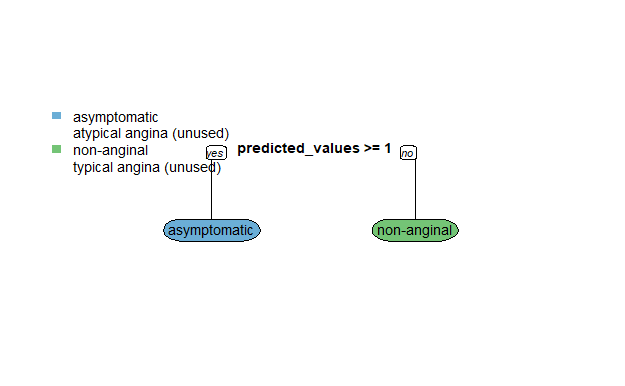 asymptomatic
atypical angina (unused)
non-anginal
typical angina (unused)
yes
predicted_values >= 1
no
asymptomatic
non-anginal